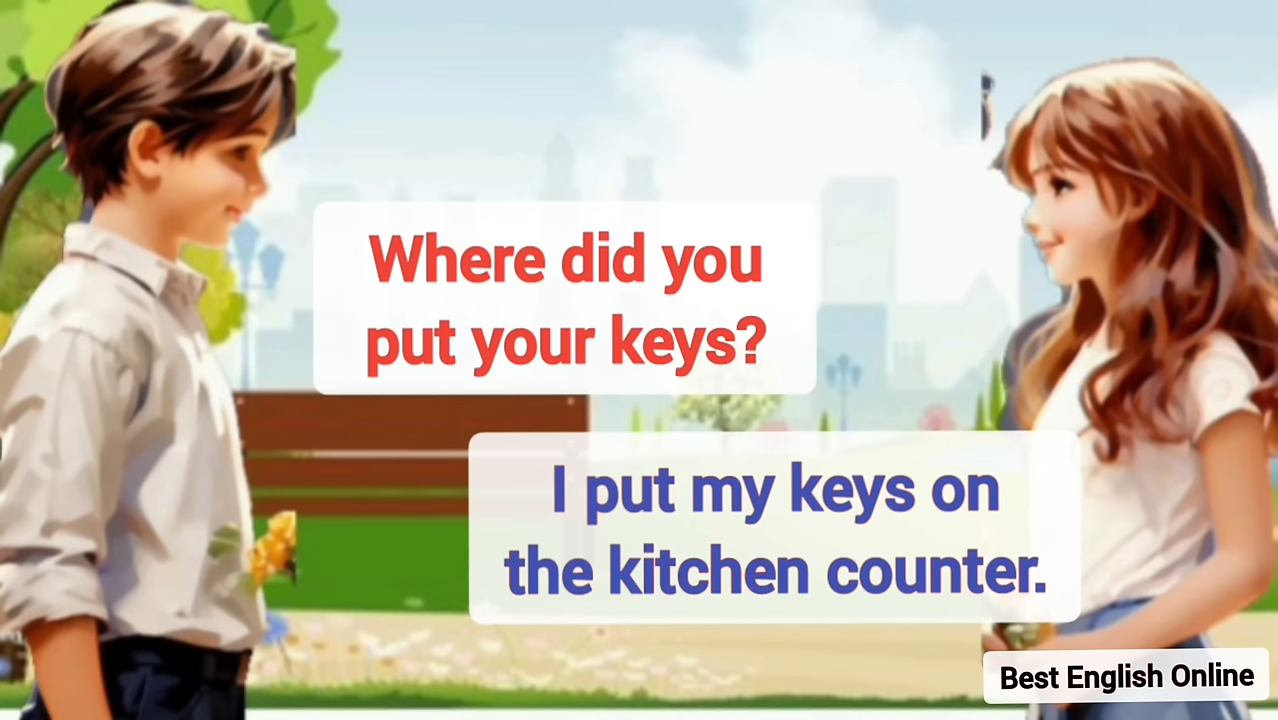 Where did you
put your keys?
I put my keys on
the kitchen counter.
Best English Online